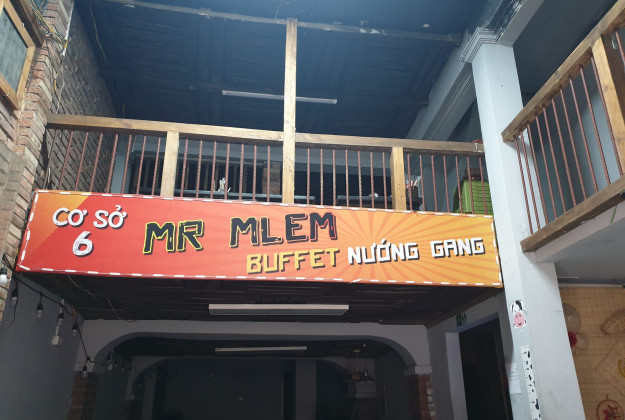 CƠ SỞ
6
MR MLEM
BUFFET NƯỚNG GANG